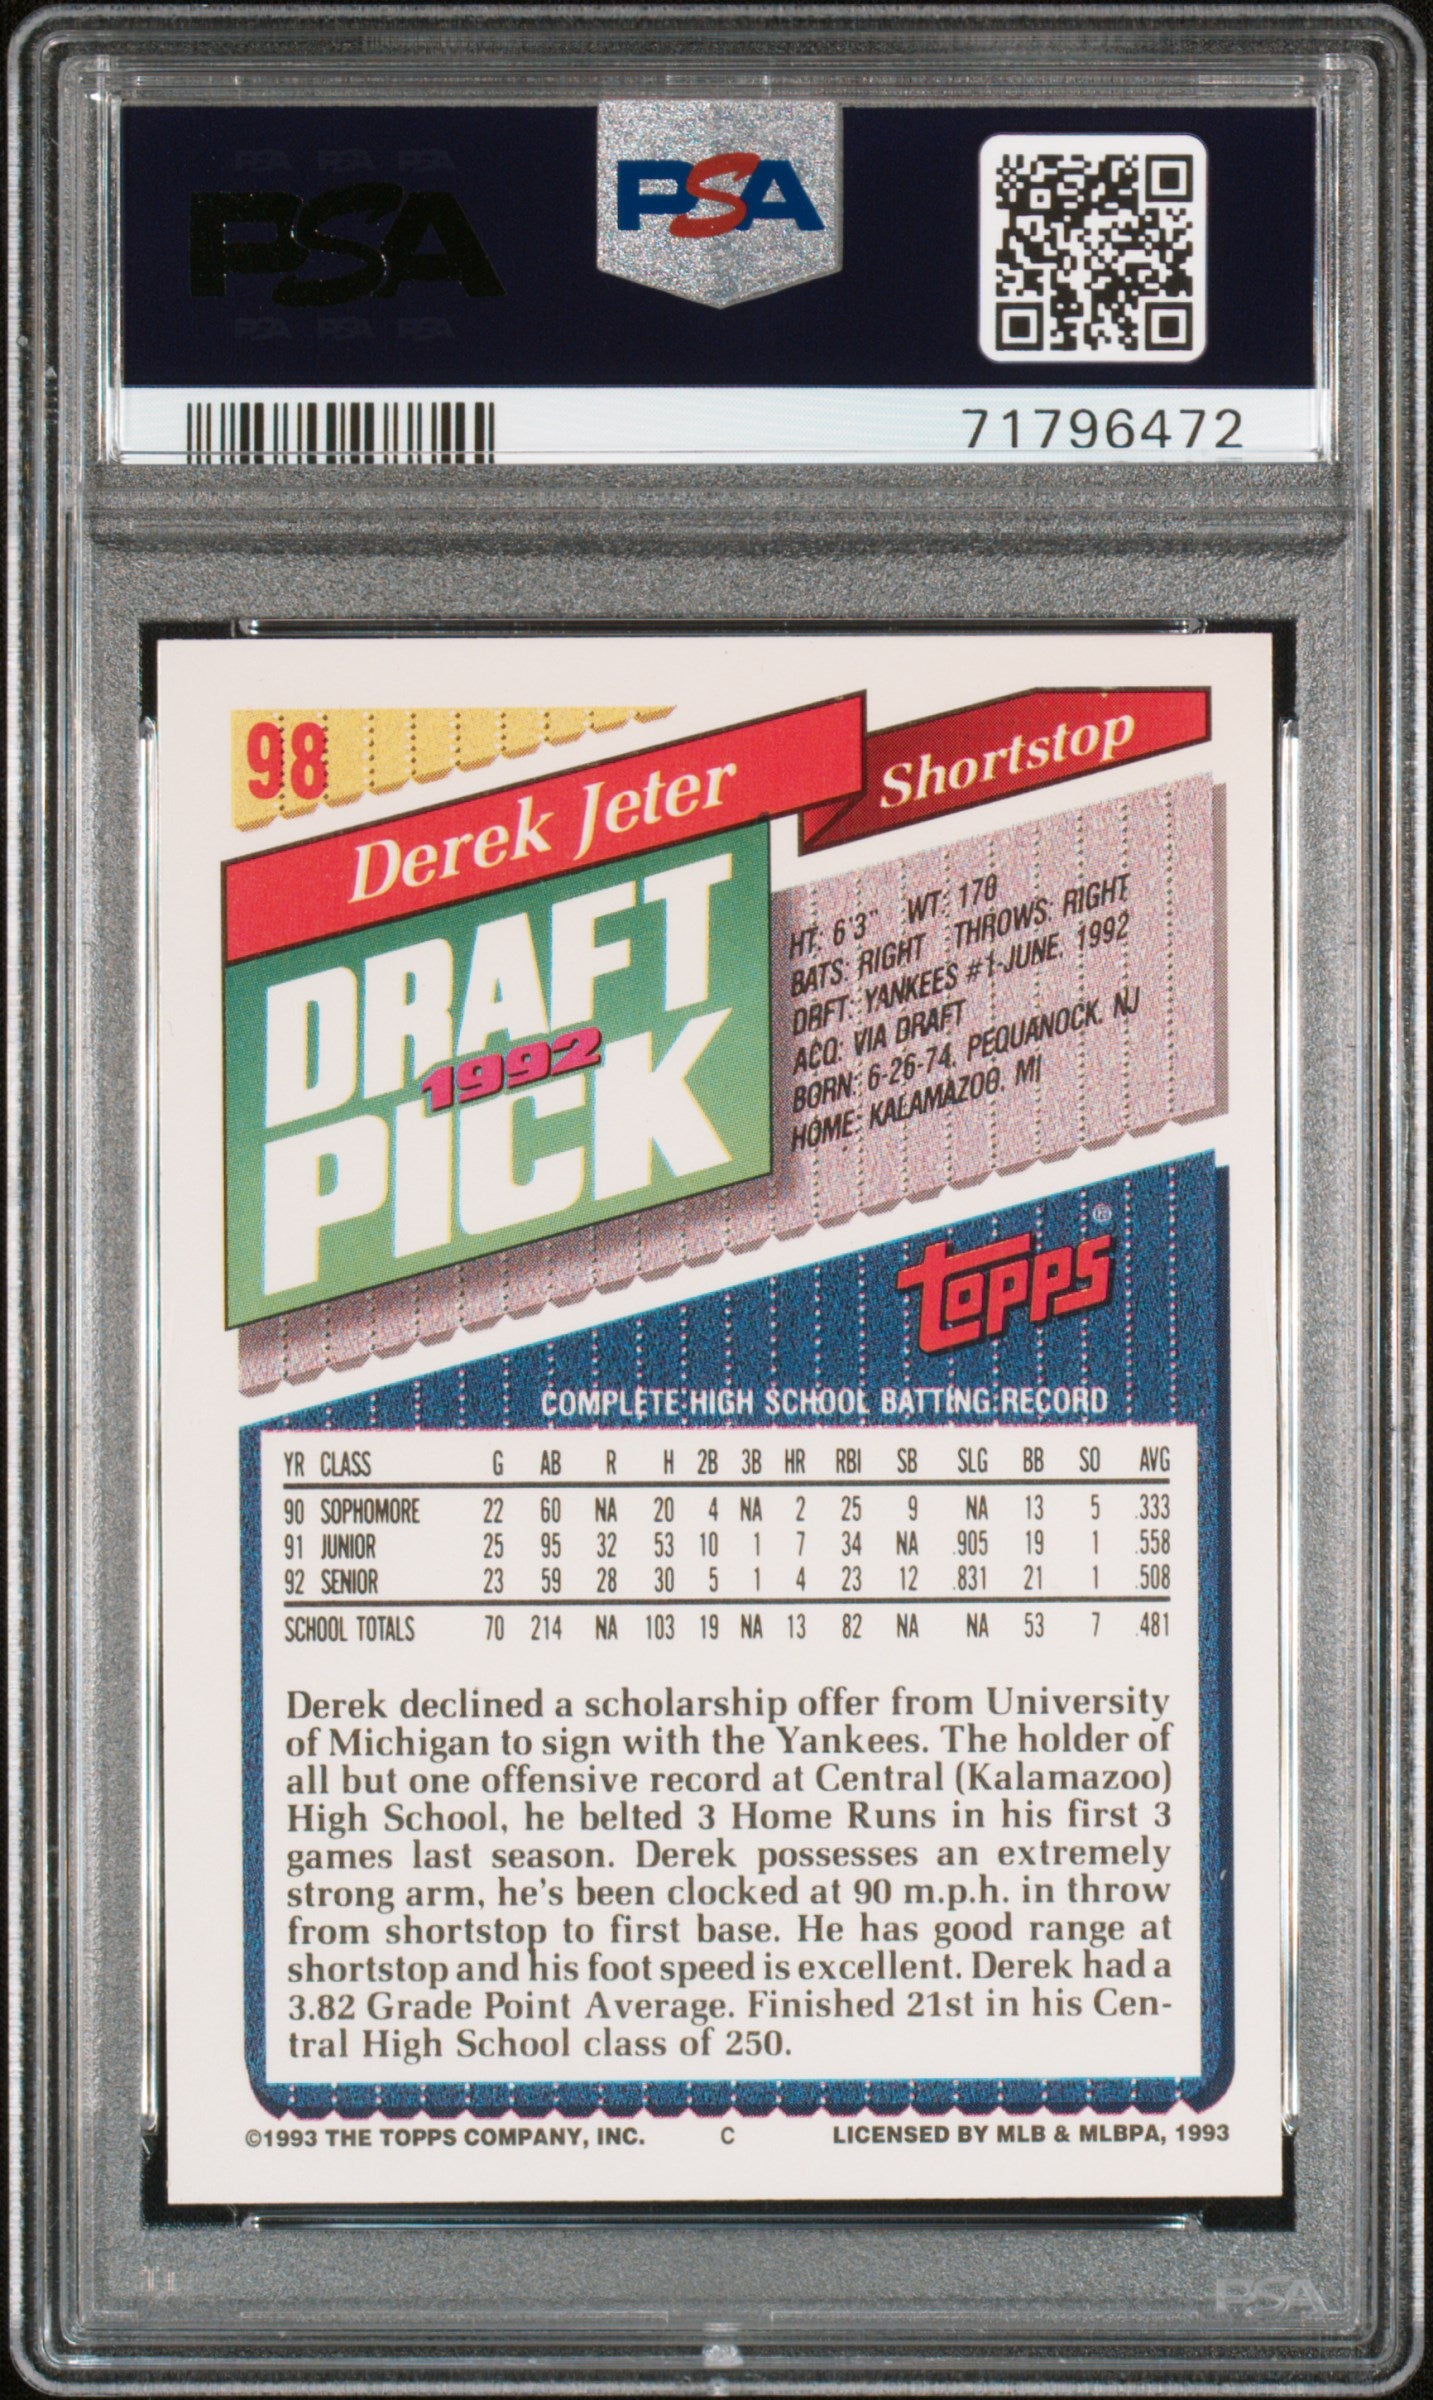 PSA PSA PSA
PSA
PSA PSA PSA
PSA
71796472
98
Derek Jeter
Shortstop
DRAFT
1992
PICK
HT: 6'3" WT: 170
BATS: RIGHT THROWS: RIGHT
DRFT: YANKEES #1-JUNE, 1992
ACQ: VIA DRAFT
BORN: 6-26-74, PEQUANOCK, NJ
HOME: KALAMAZOO, MI
topps®
COMPLETE HIGH SCHOOL BATTING RECORD
YR CLASS G AB R H 2B 3B HR RBI SB SLG BB SO AVG
90 SOPHOMORE 22 60 NA 20 4 NA 2 25 9 NA 13 5 .333
91 JUNIOR 25 95 32 53 10 1 7 34 NA .905 19 1 .558
92 SENIOR 23 59 28 30 5 1 4 23 12 .831 21 1 .508
SCHOOL TOTALS 70 214 NA 103 19 NA 13 82 NA NA 53 7 .481
Derek declined a scholarship offer from University
of Michigan to sign with the Yankees. The holder of
all but one offensive record at Central (Kalamazoo)
High School, he belted 3 Home Runs in his first 3
games last season. Derek possesses an extremely
strong arm, he's been clocked at 90 m.p.h. in throw
from shortstop to first base. He has good range at
shortstop and his foot speed is excellent. Derek had a
3.82 Grade Point Average. Finished 21st in his Cen-
tral High School class of 250.
©1993 THE TOPPS COMPANY, INC. C LICENSED BY MLB & MLBPA, 1993
PSA